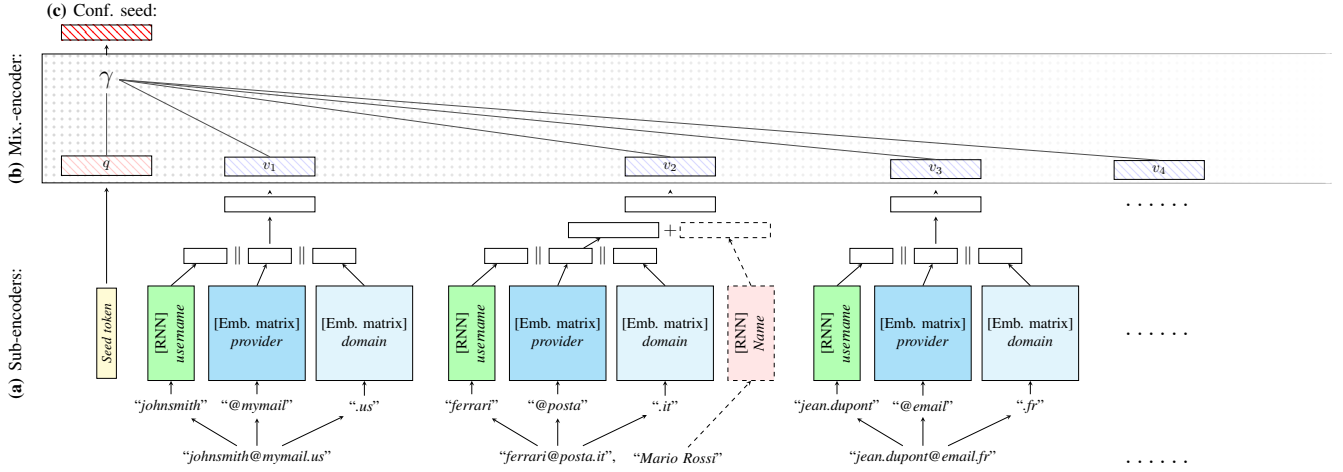 (c) Conf. seed:
(b) Mix.-encoder:
γ
q
v1
v2
v3
v4
......
+
|| || || || || ||
(a) Sub-encoders:
Seed token
[RNN]
username
[Emb. matrix]
provider
[Emb. matrix]
domain
[RNN]
username
[Emb. matrix]
provider
[Emb. matrix]
domain
[RNN]
Name
[RNN]
username
[Emb. matrix]
provider
[Emb. matrix]
domain
......
“johnsmith” “@mymail” “.us” “ferrari” “@posta” “.it” “jean.dupont” “@email” “.fr”
“johnsmith@mymail.us” “ferrari@posta.it”, “Mario Rossi” “jean.dupont@email.fr” ......